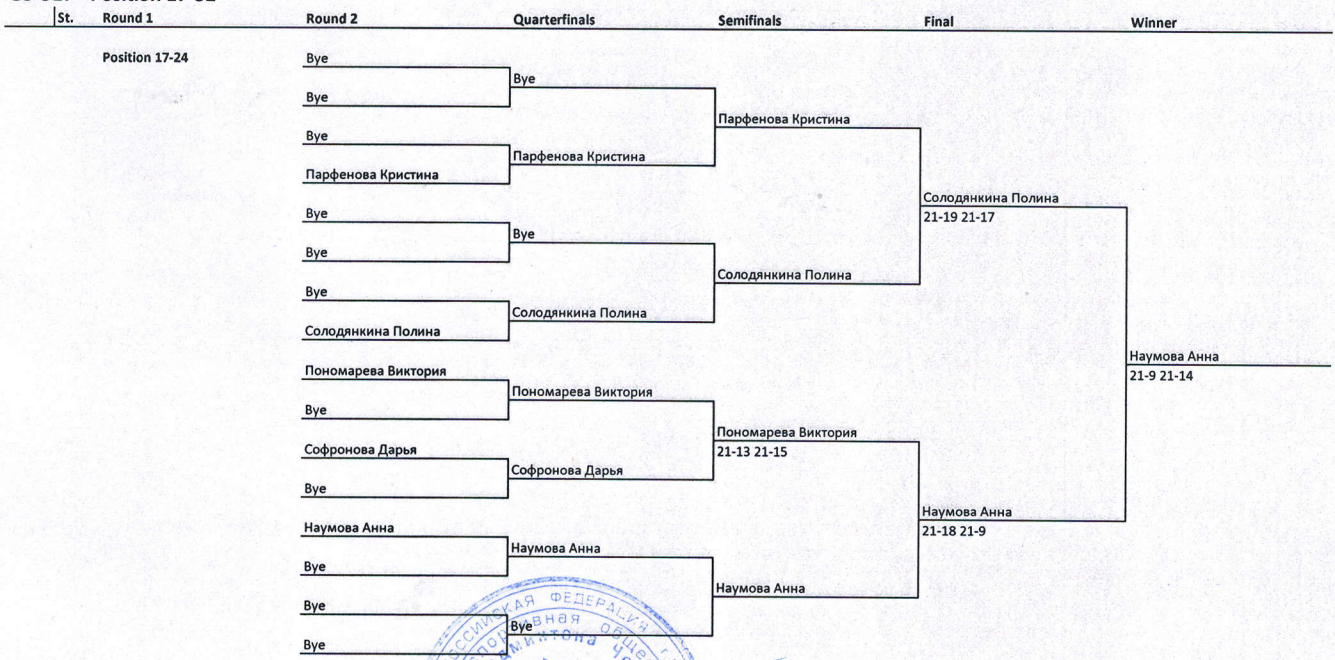 St. Round 1 Round 2 Quarterfinals Semifinals Final Winner
Position 17-24
Bye
Bye
Bye
Bye
Парфенова Кристина
Bye
Парфенова Кристина
Парфенова Кристина
Солодянкина Полина
21-19 21-17
Bye
Bye
Bye
Солодянкина Полина
Bye
Солодянкина Полина
Солодянкина Полина
Наумова Анна
21-9 21-14
Пономарева Виктория
Пономарева Виктория
Bye
Пономарева Виктория
21-13 21-15
Софронова Дарья
Софронова Дарья
Bye
Наумова Анна
21-18 21-9
Наумова Анна
Наумова Анна
Bye
Наумова Анна
Bye
Bye
Bye